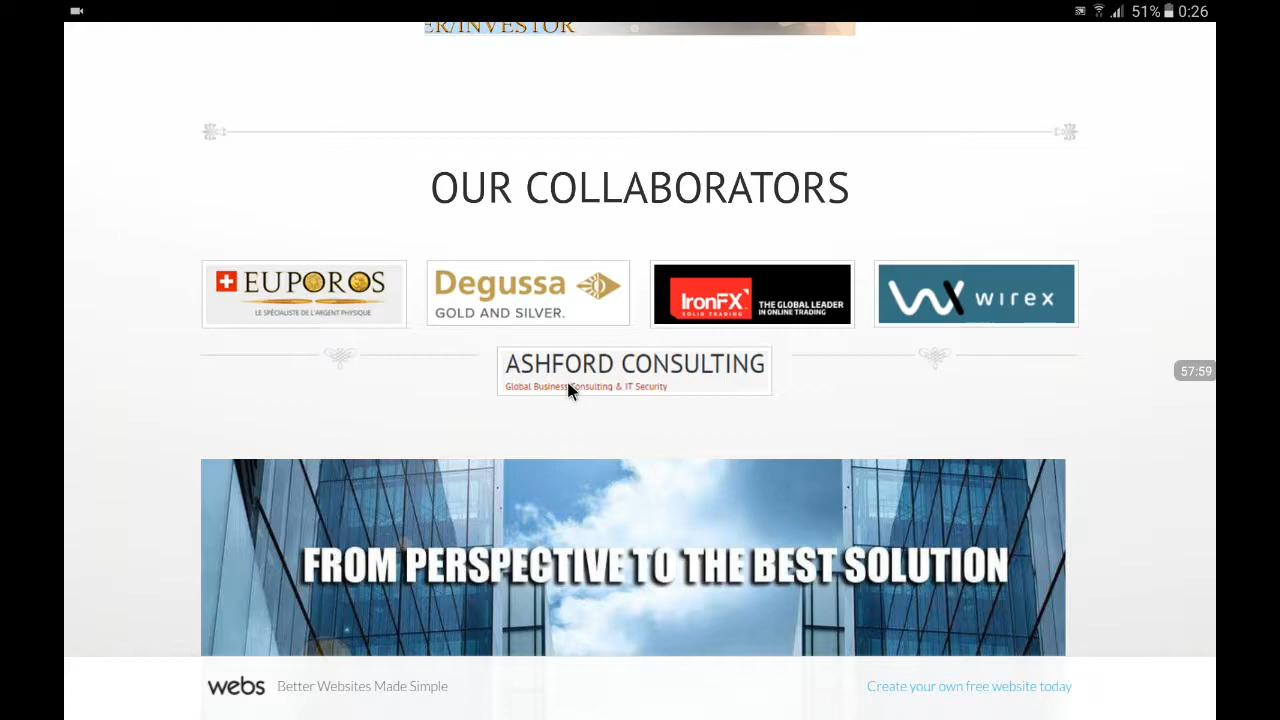 51% 0:26
ER/INVESTOR
OUR COLLABORATORS
EUPOROS
LE SPÉCIALISTE DE L'ARGENT PHYSIQUE
Degussa
GOLD AND SILVER.
IronFX
SOLID TRADING
THE GLOBAL LEADER
IN ONLINE TRADING
wirex
ASHFORD CONSULTING
Global Business Consulting & IT Security
57:59
FROM PERSPECTIVE TO THE BEST SOLUTION
webs Better Websites Made Simple
Create your own free website today